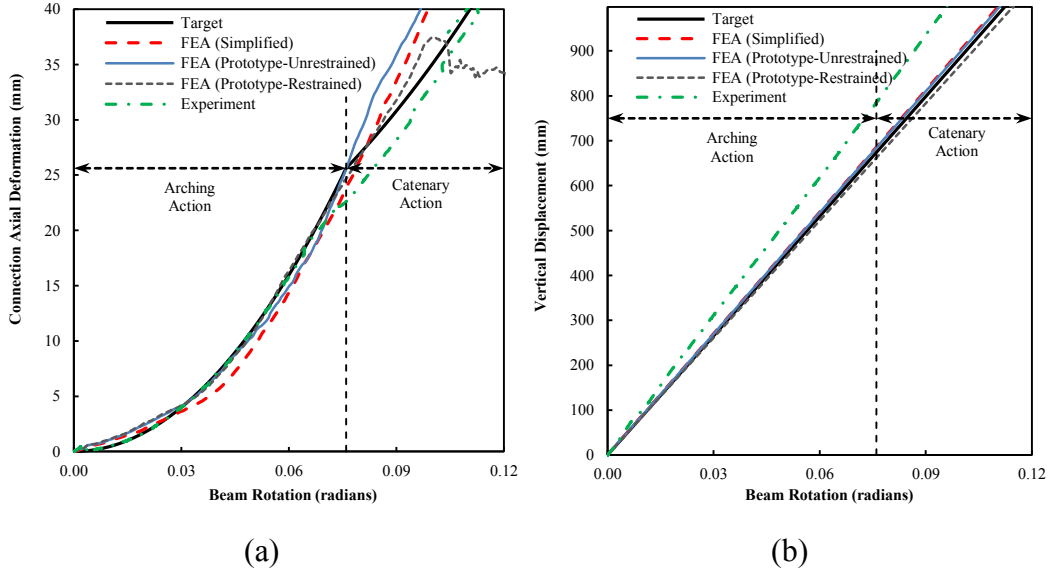 40
35
30
25
20
15
10
5
0
Connection Axial Deformation (mm)
Target
FEA (Simplified)
FEA (Prototype-Unrestrained)
FEA (Prototype-Restrained)
Experiment
Arching
Action
Catenary
Action
0.00
0.03
0.06
0.09
0.12
Beam Rotation (radians)
(a)
900
800
700
600
500
400
300
200
100
0
Vertical Displacement (mm)
Target
FEA (Simplified)
FEA (Prototype-Unrestrained)
FEA (Prototype-Restrained)
Experiment
Arching
Action
Catenary
Action
0.00
0.03
0.06
0.09
0.12
Beam Rotation (radians)
(b)